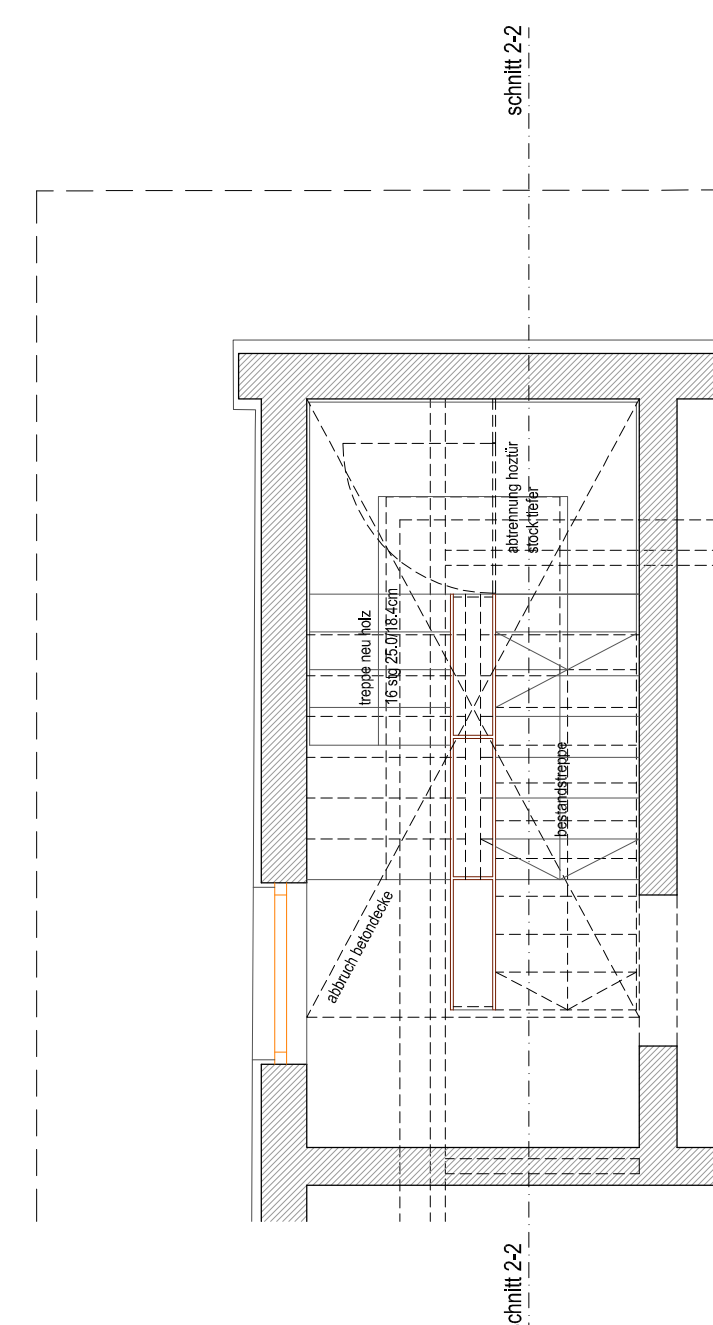 schnitt 2-2
abtrennung hoztür
stock tiefer
treppe neu holz
16 stg 25.0/18.4cm
bestandstreppe
abbruch betondecke
chnitt 2-2